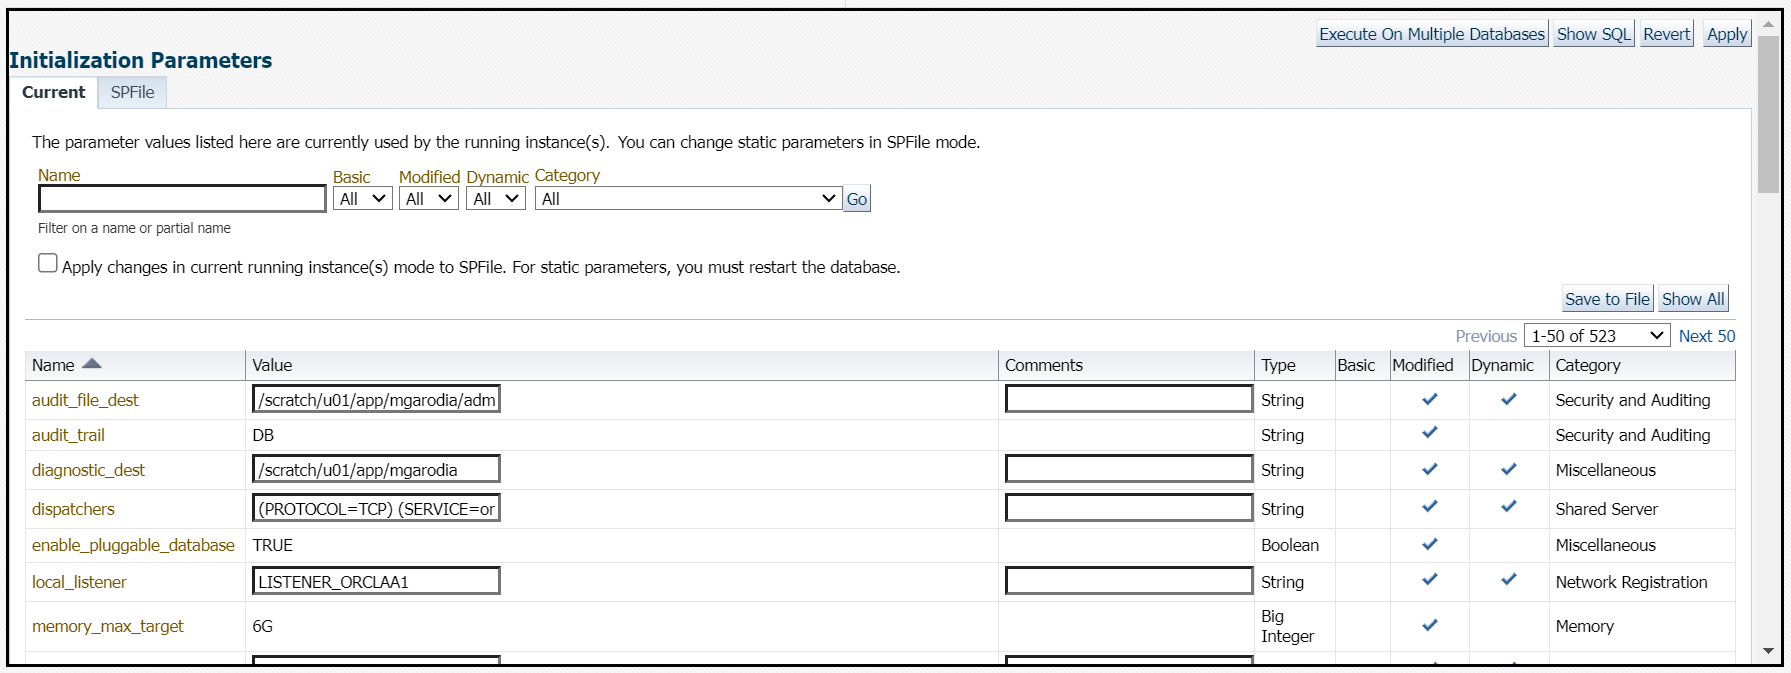 Execute On Multiple Databases Show SQL Revert Apply
Initialization Parameters
Current SPFile
The parameter values listed here are currently used by the running instance(s). You can change static parameters in SPFile mode.
Name Basic Modified Dynamic Category
All All All All Go
Filter on a name or partial name
Apply changes in current running instance(s) mode to SPFile. For static parameters, you must restart the database.
Save to File Show All
Previous 1-50 of 523 Next 50
Name Value Comments Type Basic Modified Dynamic Category
audit_file_dest /scratch/u01/app/mgarodia/adm String Security and Auditing
audit_trail DB String Security and Auditing
diagnostic_dest /scratch/u01/app/mgarodia String Miscellaneous
dispatchers (PROTOCOL=TCP) (SERVICE=or String Shared Server
enable_pluggable_database TRUE Boolean Miscellaneous
local_listener LISTENER_ORCLAA1 String Network Registration
memory_max_target 6G Big Integer Memory